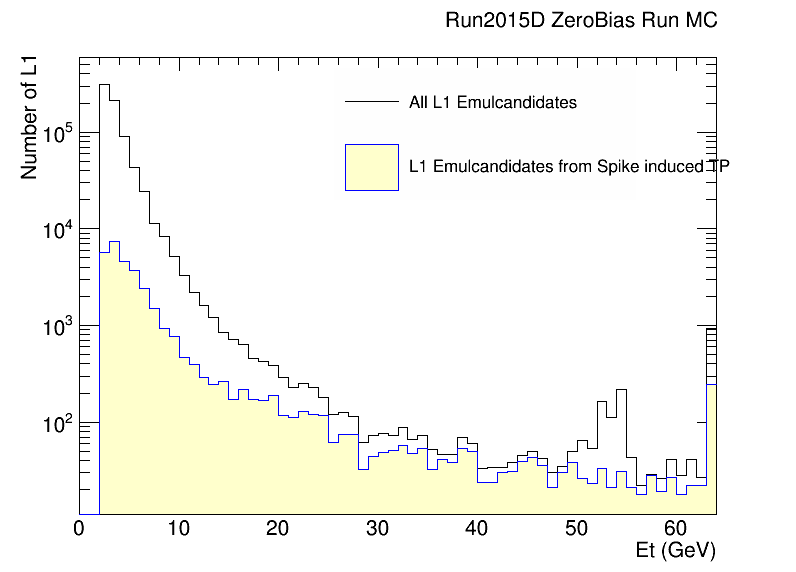 Run2015D ZeroBias Run MC
Number of L1
All L1 Emulcandidates
L1 Emulcandidates from Spike induced TP
10^5
10^4
10^3
10^2
0 10 20 30 40 50 60
Et (GeV)